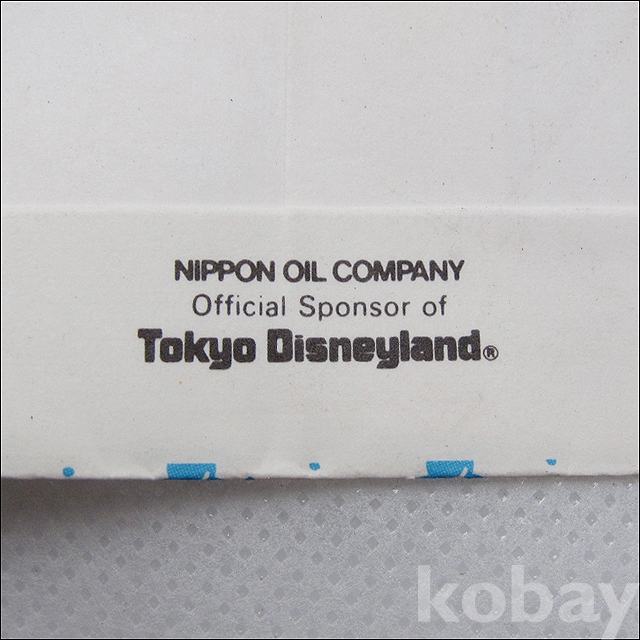 NIPPON OIL COMPANY
Official Sponsor of
Tokyo Disneyland®
kobay